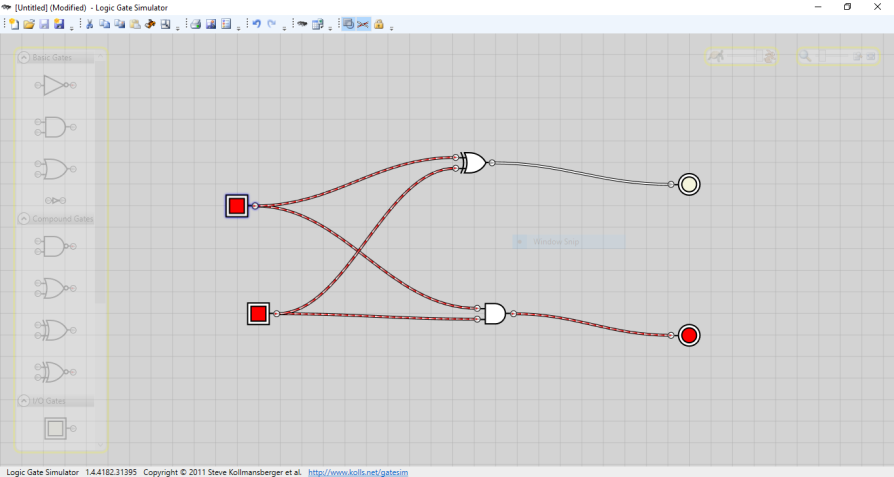 [Untitled] (Modified) - Logic Gate Simulator
Basic Gates
Compound Gates
I/O Gates
Window Snip
Logic Gate Simulator 1.4.4182.31395 Copyright © 2011 Steve Kollmansberger et al. http://www.kolls.net/gatesim